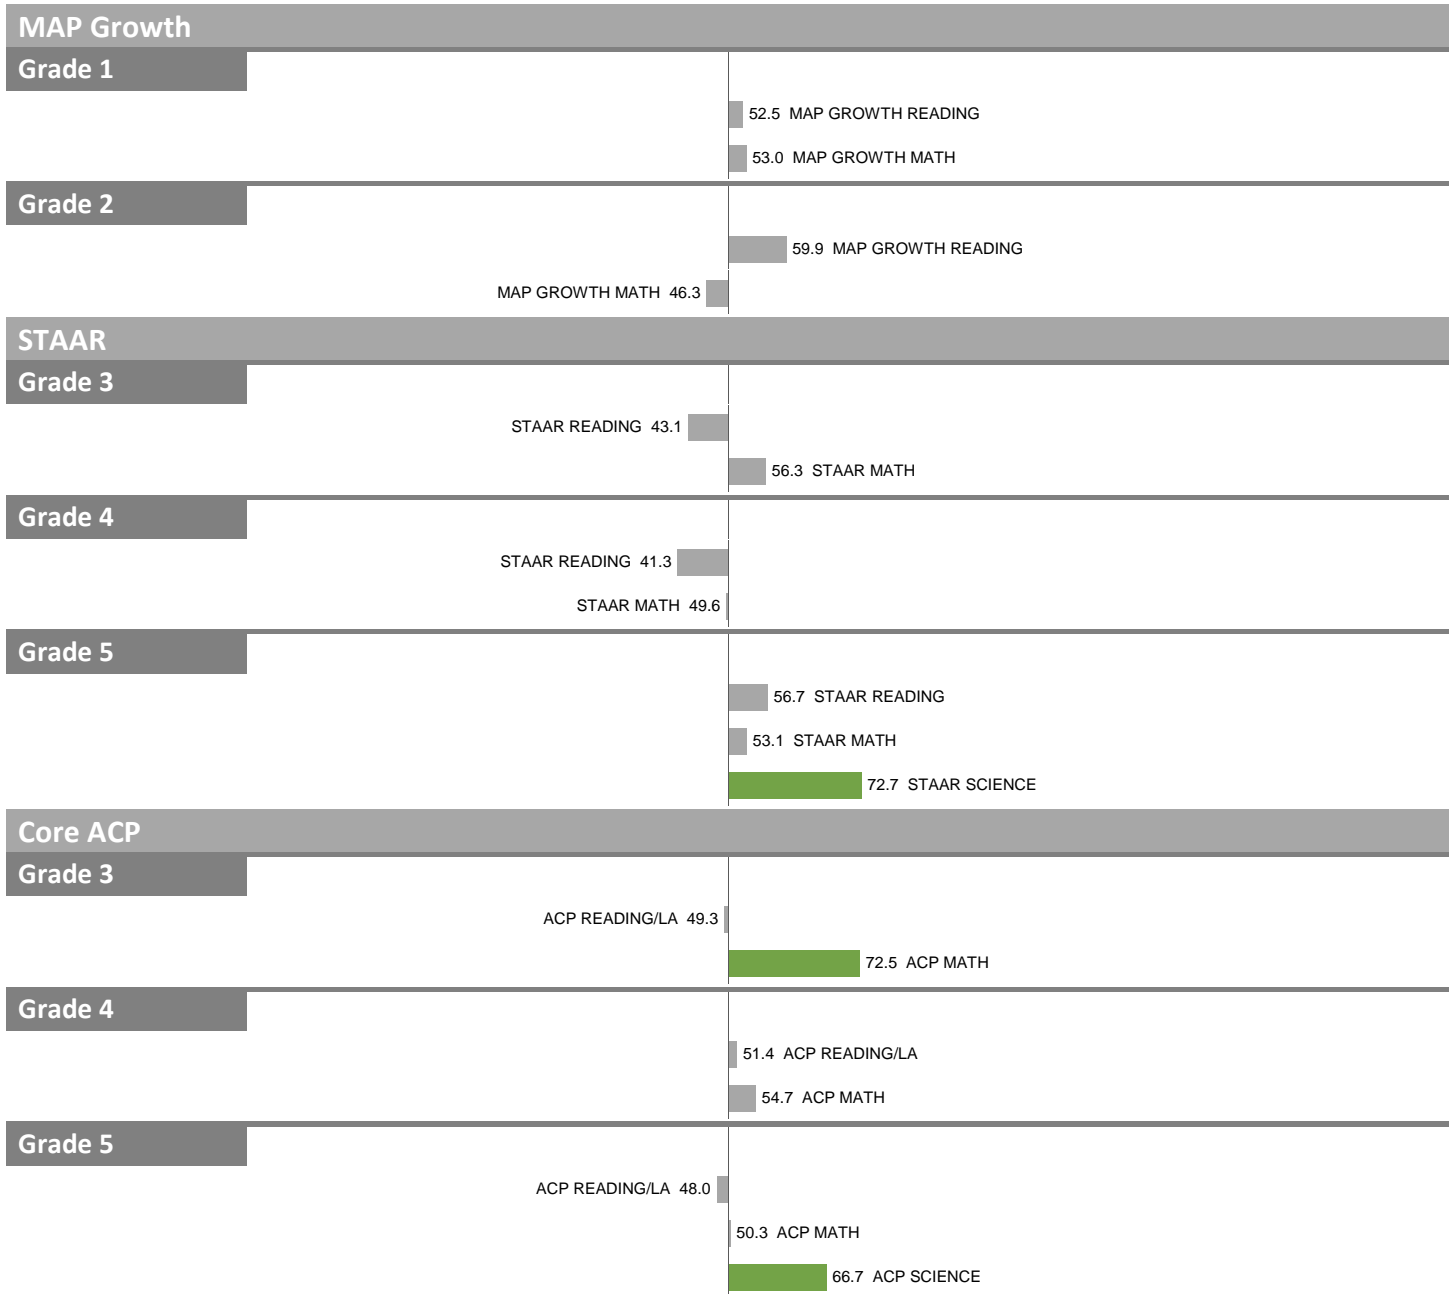 MAP Growth
Grade 1
52.5 MAP GROWTH READING
53.0 MAP GROWTH MATH
Grade 2
59.9 MAP GROWTH READING
MAP GROWTH MATH 46.3
STAAR
Grade 3
STAAR READING 43.1
56.3 STAAR MATH
Grade 4
STAAR READING 41.3
STAAR MATH 49.6
Grade 5
56.7 STAAR READING
53.1 STAAR MATH
72.7 STAAR SCIENCE
Core ACP
Grade 3
ACP READING/LA 49.3
72.5 ACP MATH
Grade 4
51.4 ACP READING/LA
54.7 ACP MATH
Grade 5
ACP READING/LA 48.0
50.3 ACP MATH
66.7 ACP SCIENCE